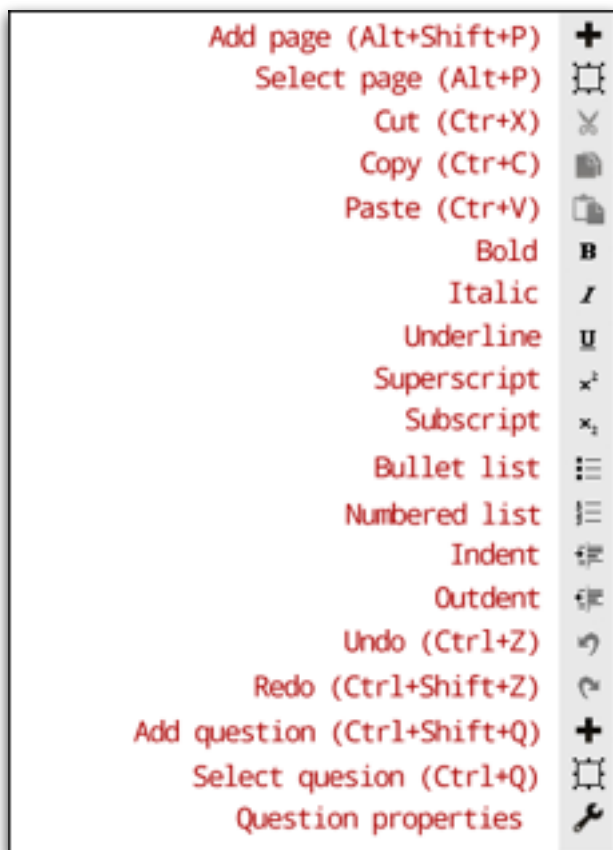 Add page (Alt+Shift+P)
Select page (Alt+P)
Cut (Ctr+X)
Copy (Ctr+C)
Paste (Ctr+V)
Bold B
Italic I
Underline U
Superscript x²
Subscript x₂
Bullet list
Numbered list
Indent
Outdent
Undo (Ctrl+Z)
Redo (Ctrl+Shift+Z)
Add question (Ctrl+Shift+Q)
Select quesion (Ctrl+Q)
Question properties